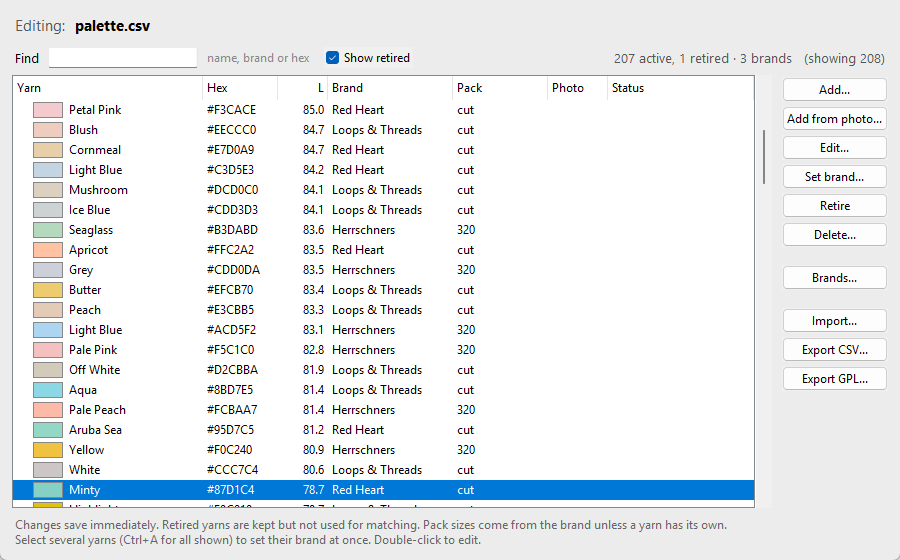 Editing: palette.csv
Find name, brand or hex Show retired 207 active, 1 retired · 3 brands (showing 208)
Yarn Hex L Brand Pack Photo Status
Petal Pink #F3CACE 85.0 Red Heart cut
Blush #EECCC0 84.7 Loops & Threads cut
Cornmeal #E7D0A9 84.7 Red Heart cut
Light Blue #C3D5E3 84.2 Red Heart cut
Mushroom #DCD0C0 84.1 Loops & Threads cut
Ice Blue #CDD3D3 84.1 Loops & Threads cut
Seaglass #B3DABD 83.6 Herrschners 320
Apricot #FFC2A2 83.5 Red Heart cut
Grey #CDD0DA 83.5 Herrschners 320
Butter #EFCB70 83.4 Loops & Threads cut
Peach #E3CBB5 83.3 Loops & Threads cut
Light Blue #ACD5F2 83.1 Herrschners 320
Pale Pink #F5C1C0 82.8 Herrschners 320
Off White #D2CBBA 81.9 Loops & Threads cut
Aqua #8BD7E5 81.4 Loops & Threads cut
Pale Peach #FCBAA7 81.4 Herrschners 320
Aruba Sea #95D7C5 81.2 Red Heart cut
Yellow #F0C240 80.9 Herrschners 320
White #CCC7C4 80.6 Loops & Threads cut
Minty #87D1C4 78.7 Red Heart cut
Add...
Add from photo...
Edit...
Set brand...
Retire
Delete...
Brands...
Import...
Export CSV...
Export GPL...
Changes save immediately. Retired yarns are kept but not used for matching. Pack sizes come from the brand unless a yarn has its own.
Select several yarns (Ctrl+A for all shown) to set their brand at once. Double-click to edit.